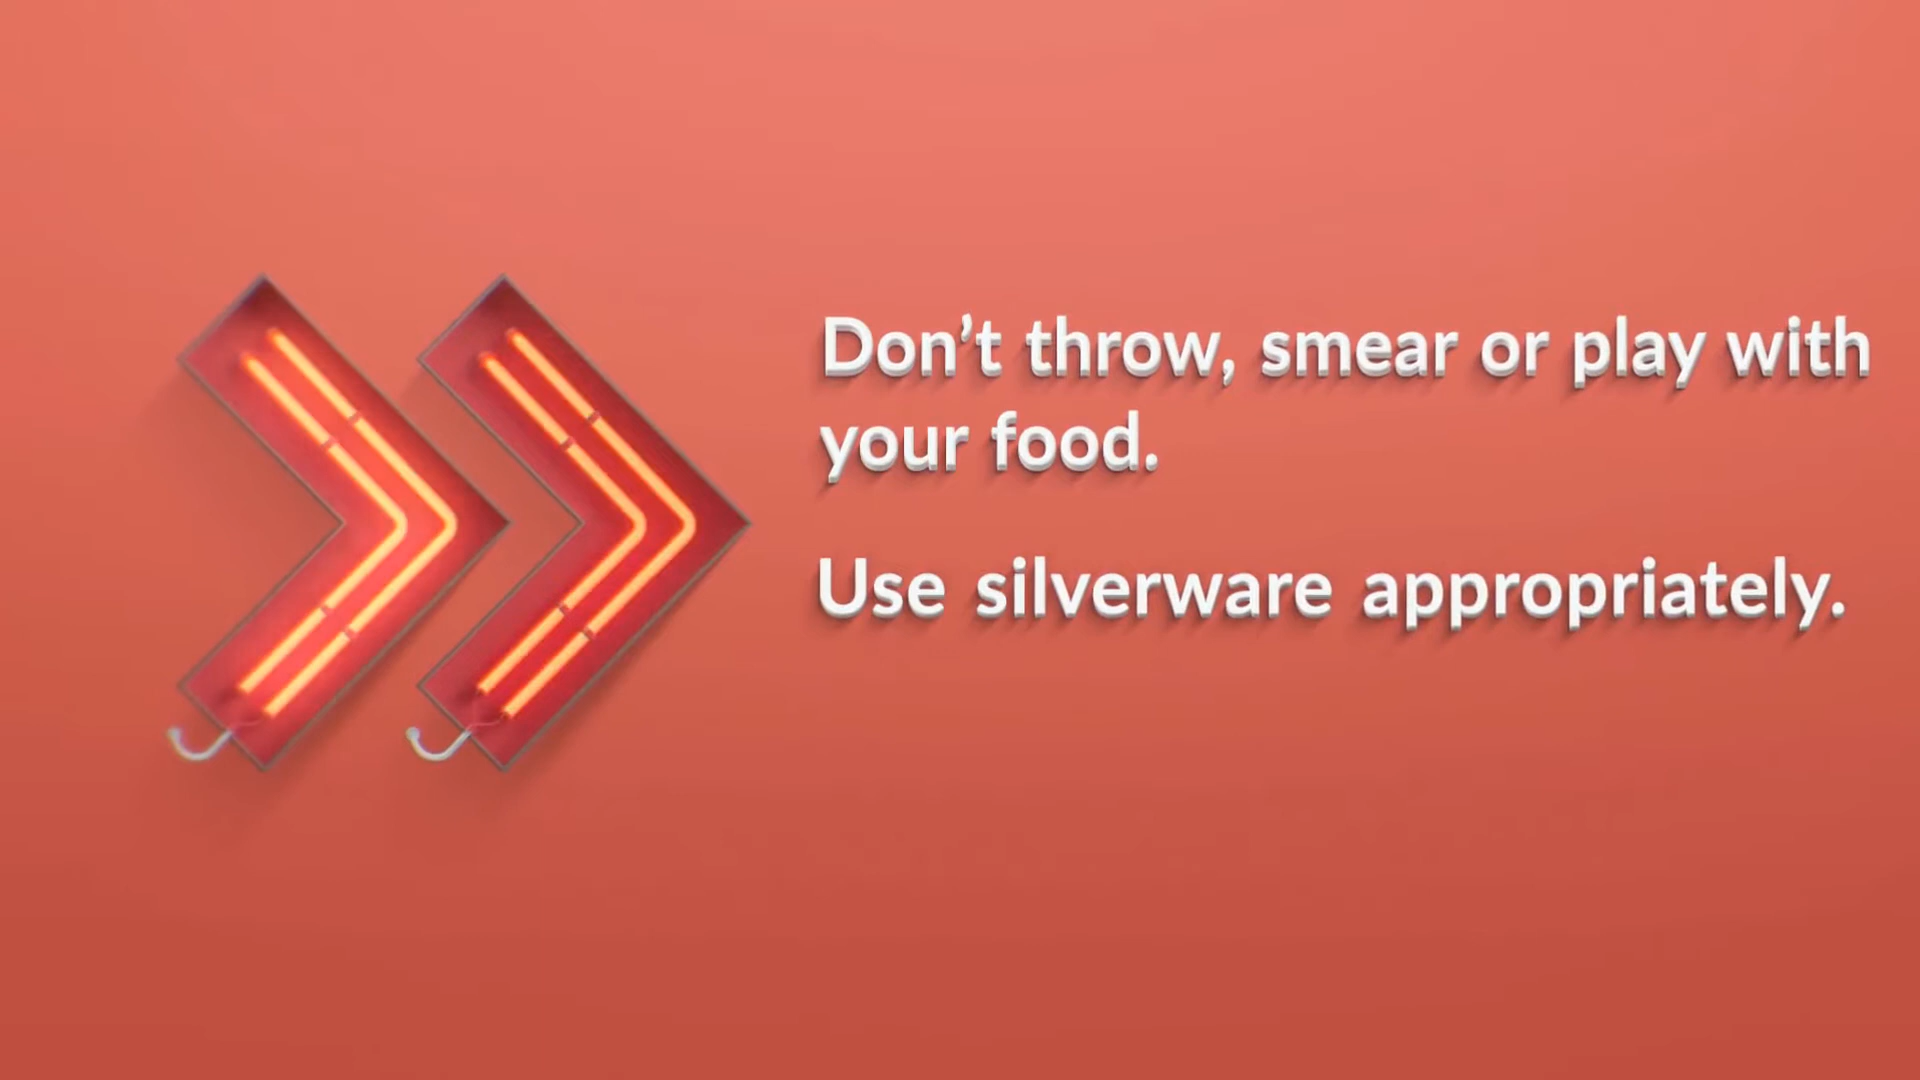 Don’t throw, smear or play with
your food.
Use silverware appropriately.